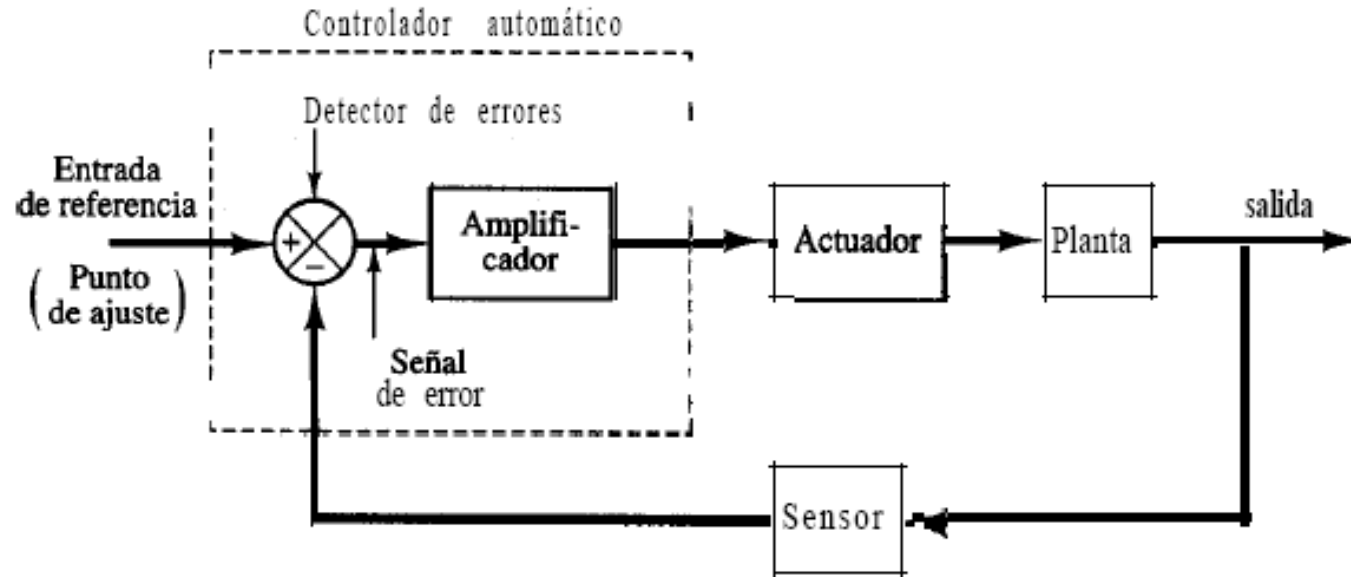 Controlador automático
Detector de errores
Entrada
de referencia
( Punto
de ajuste )
+
−
Señal
de error
Amplifi-
cador
Actuador
Planta
salida
Sensor